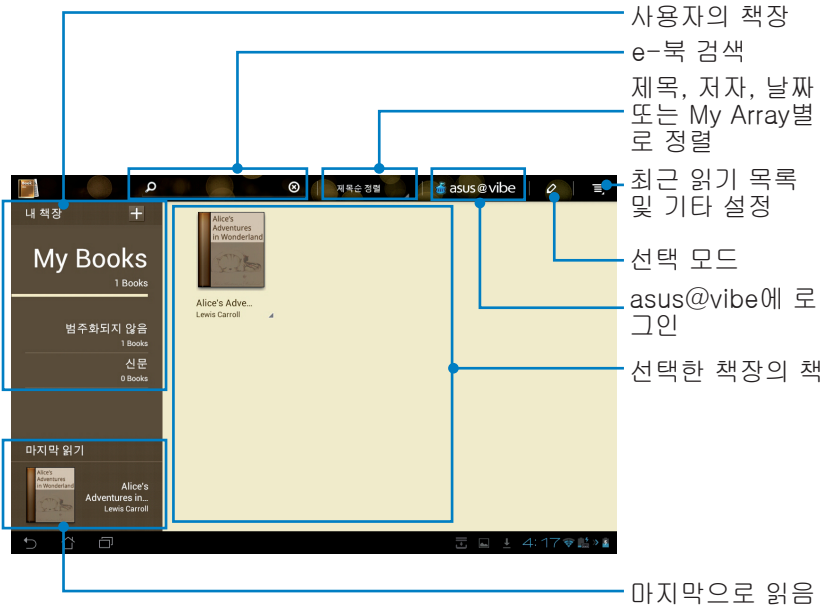 사용자의 책장
e-북 검색
제목, 저자, 날짜
또는 My Array별
로 정렬
최근 읽기 목록
및 기타 설정
선택 모드
asus@vibe에 로
그인
선택한 책장의 책
마지막으로 읽음
제목순 정렬
asus@vibe
내 책장
My Books
1 Books
범주화되지 않음
1 Books
신문
0 Books
마지막 읽기
Alice's
Adventures
in Wonderland
Alice's
Adventures in...
Lewis Carroll
Alice's
Adventures
in Wonderland
Alice's Adve...
Lewis Carroll
4:17